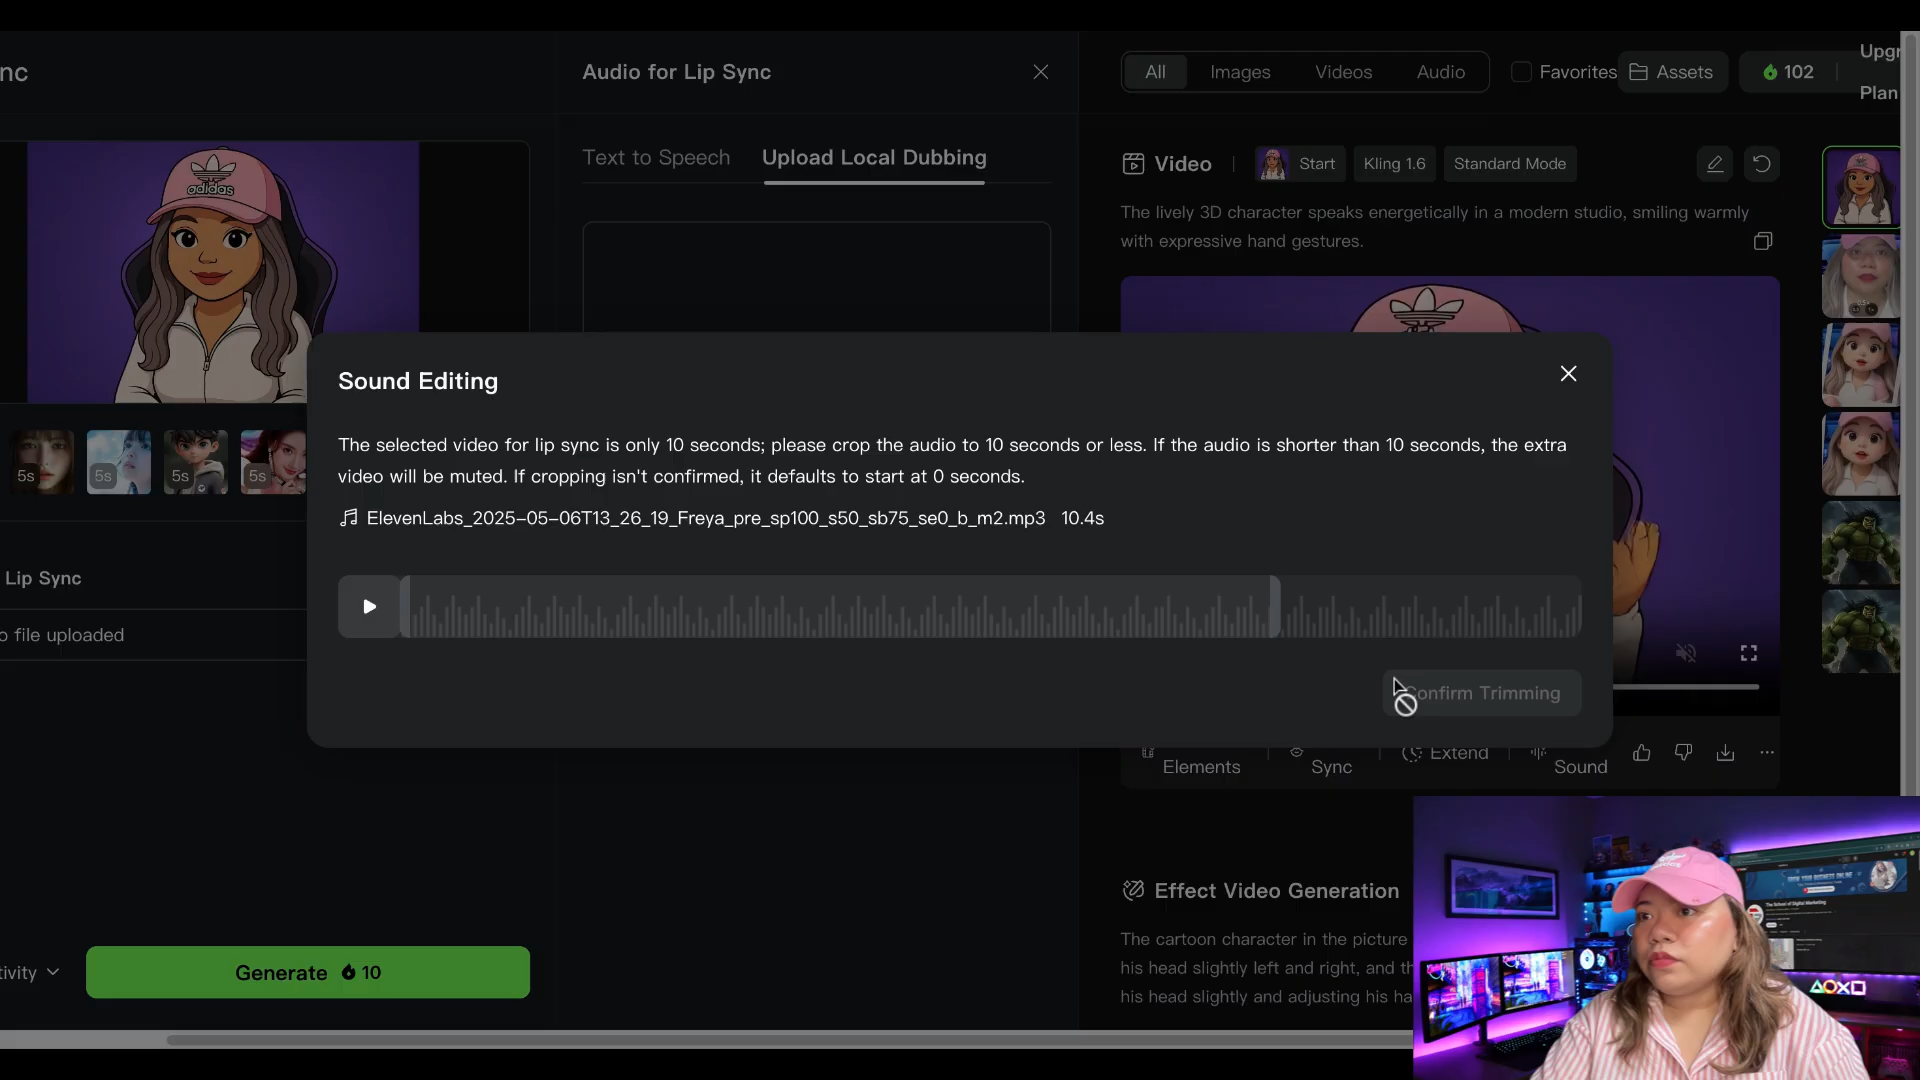 nc
Audio for Lip Sync
All
Images
Videos
Audio
Favorites
Assets
102
Upgr
Plan
adidas
Text to Speech
Upload Local Dubbing
Video
Start
Kling 1.6
Standard Mode
The lively 3D character speaks energetically in a modern studio, smiling warmly
with expressive hand gestures.
Sound Editing
The selected video for lip sync is only 10 seconds; please crop the audio to 10 seconds or less. If the audio is shorter than 10 seconds, the extra
video will be muted. If cropping isn't confirmed, it defaults to start at 0 seconds.
ElevenLabs_2025-05-06T13_26_19_Freya_pre_sp100_s50_sb75_se0_b_m2.mp3 10.4s
5s
5s
5s
5s
Lip Sync
o file uploaded
Confirm Trimming
Elements
Sync
Extend
Sound
Effect Video Generation
The cartoon character in the picture
his head slightly left and right, and th
his head slightly and adjusting his ha
tivity
Generate 10
The School of Digital Marketing